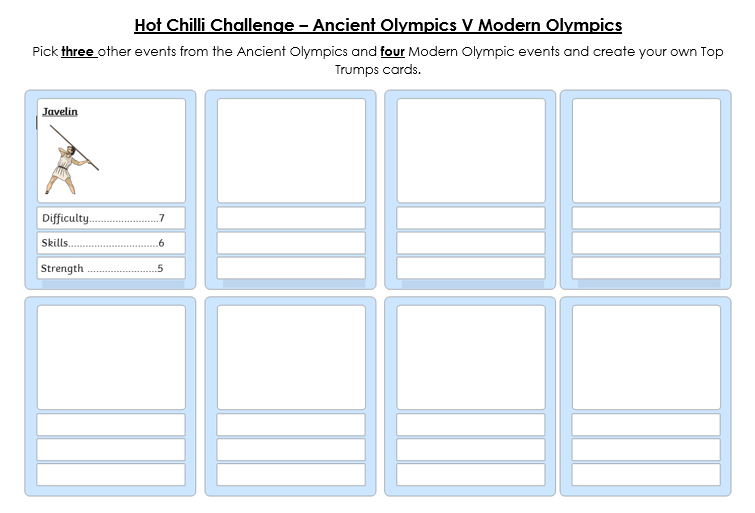 Hot Chilli Challenge – Ancient Olympics V Modern Olympics
Pick three other events from the Ancient Olympics and four Modern Olympic events and create your own Top
Trumps cards.
Javelin
Difficulty........................7
Skills...............................6
Strength ........................5